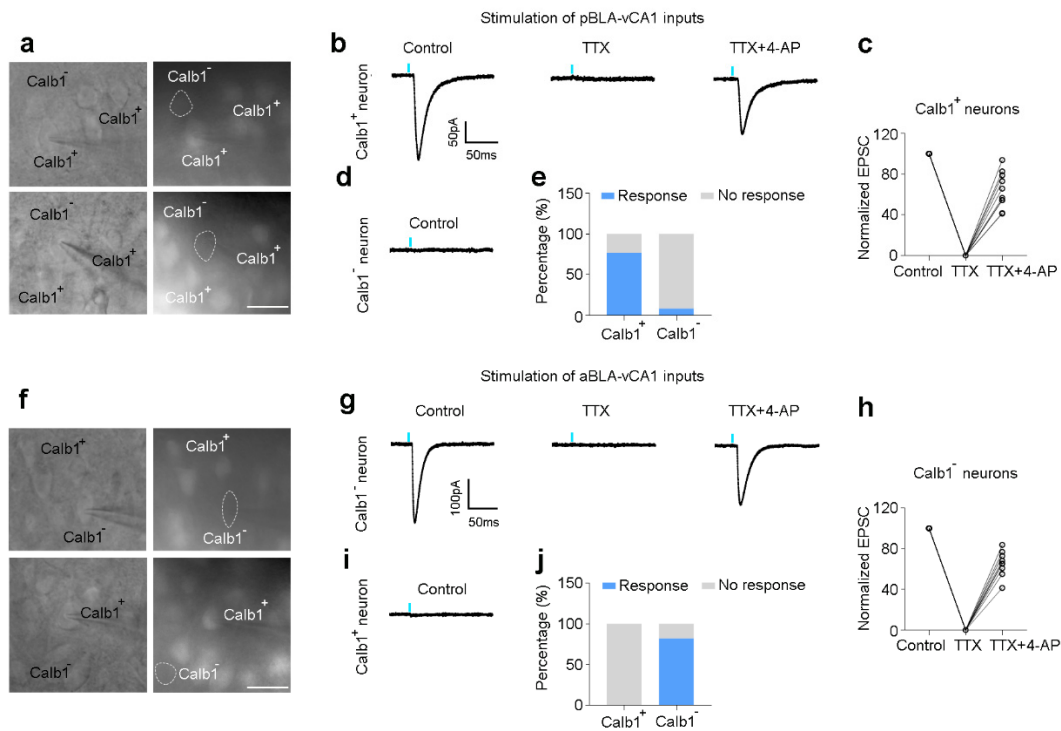 Stimulation of pBLA-vCA1 inputs
a
Calb1-
Calb1+
Calb1+
Calb1-
Calb1+
Calb1+
Calb1-
Calb1+
Calb1+
Calb1-
Calb1+
Calb1+
b
Control
TTX
TTX+4-AP
Calb1+ neuron
50pA
50ms
c
Calb1+ neurons
Normalized EPSC
120
80
40
0
Control TTX TTX+4-AP
d
Control
Calb1- neuron
e
Response
No response
Percentage (%)
150
100
50
0
Calb1+
Calb1-
Stimulation of aBLA-vCA1 inputs
f
Calb1+
Calb1-
Calb1+
Calb1-
Calb1+
Calb1-
Calb1+
Calb1-
g
Control
TTX
TTX+4-AP
Calb1- neuron
100pA
50ms
h
Calb1- neurons
Normalized EPSC
120
80
40
0
Control TTX TTX+4-AP
i
Control
Calb1+ neuron
j
Response
No response
Percentage (%)
150
100
50
0
Calb1+
Calb1-